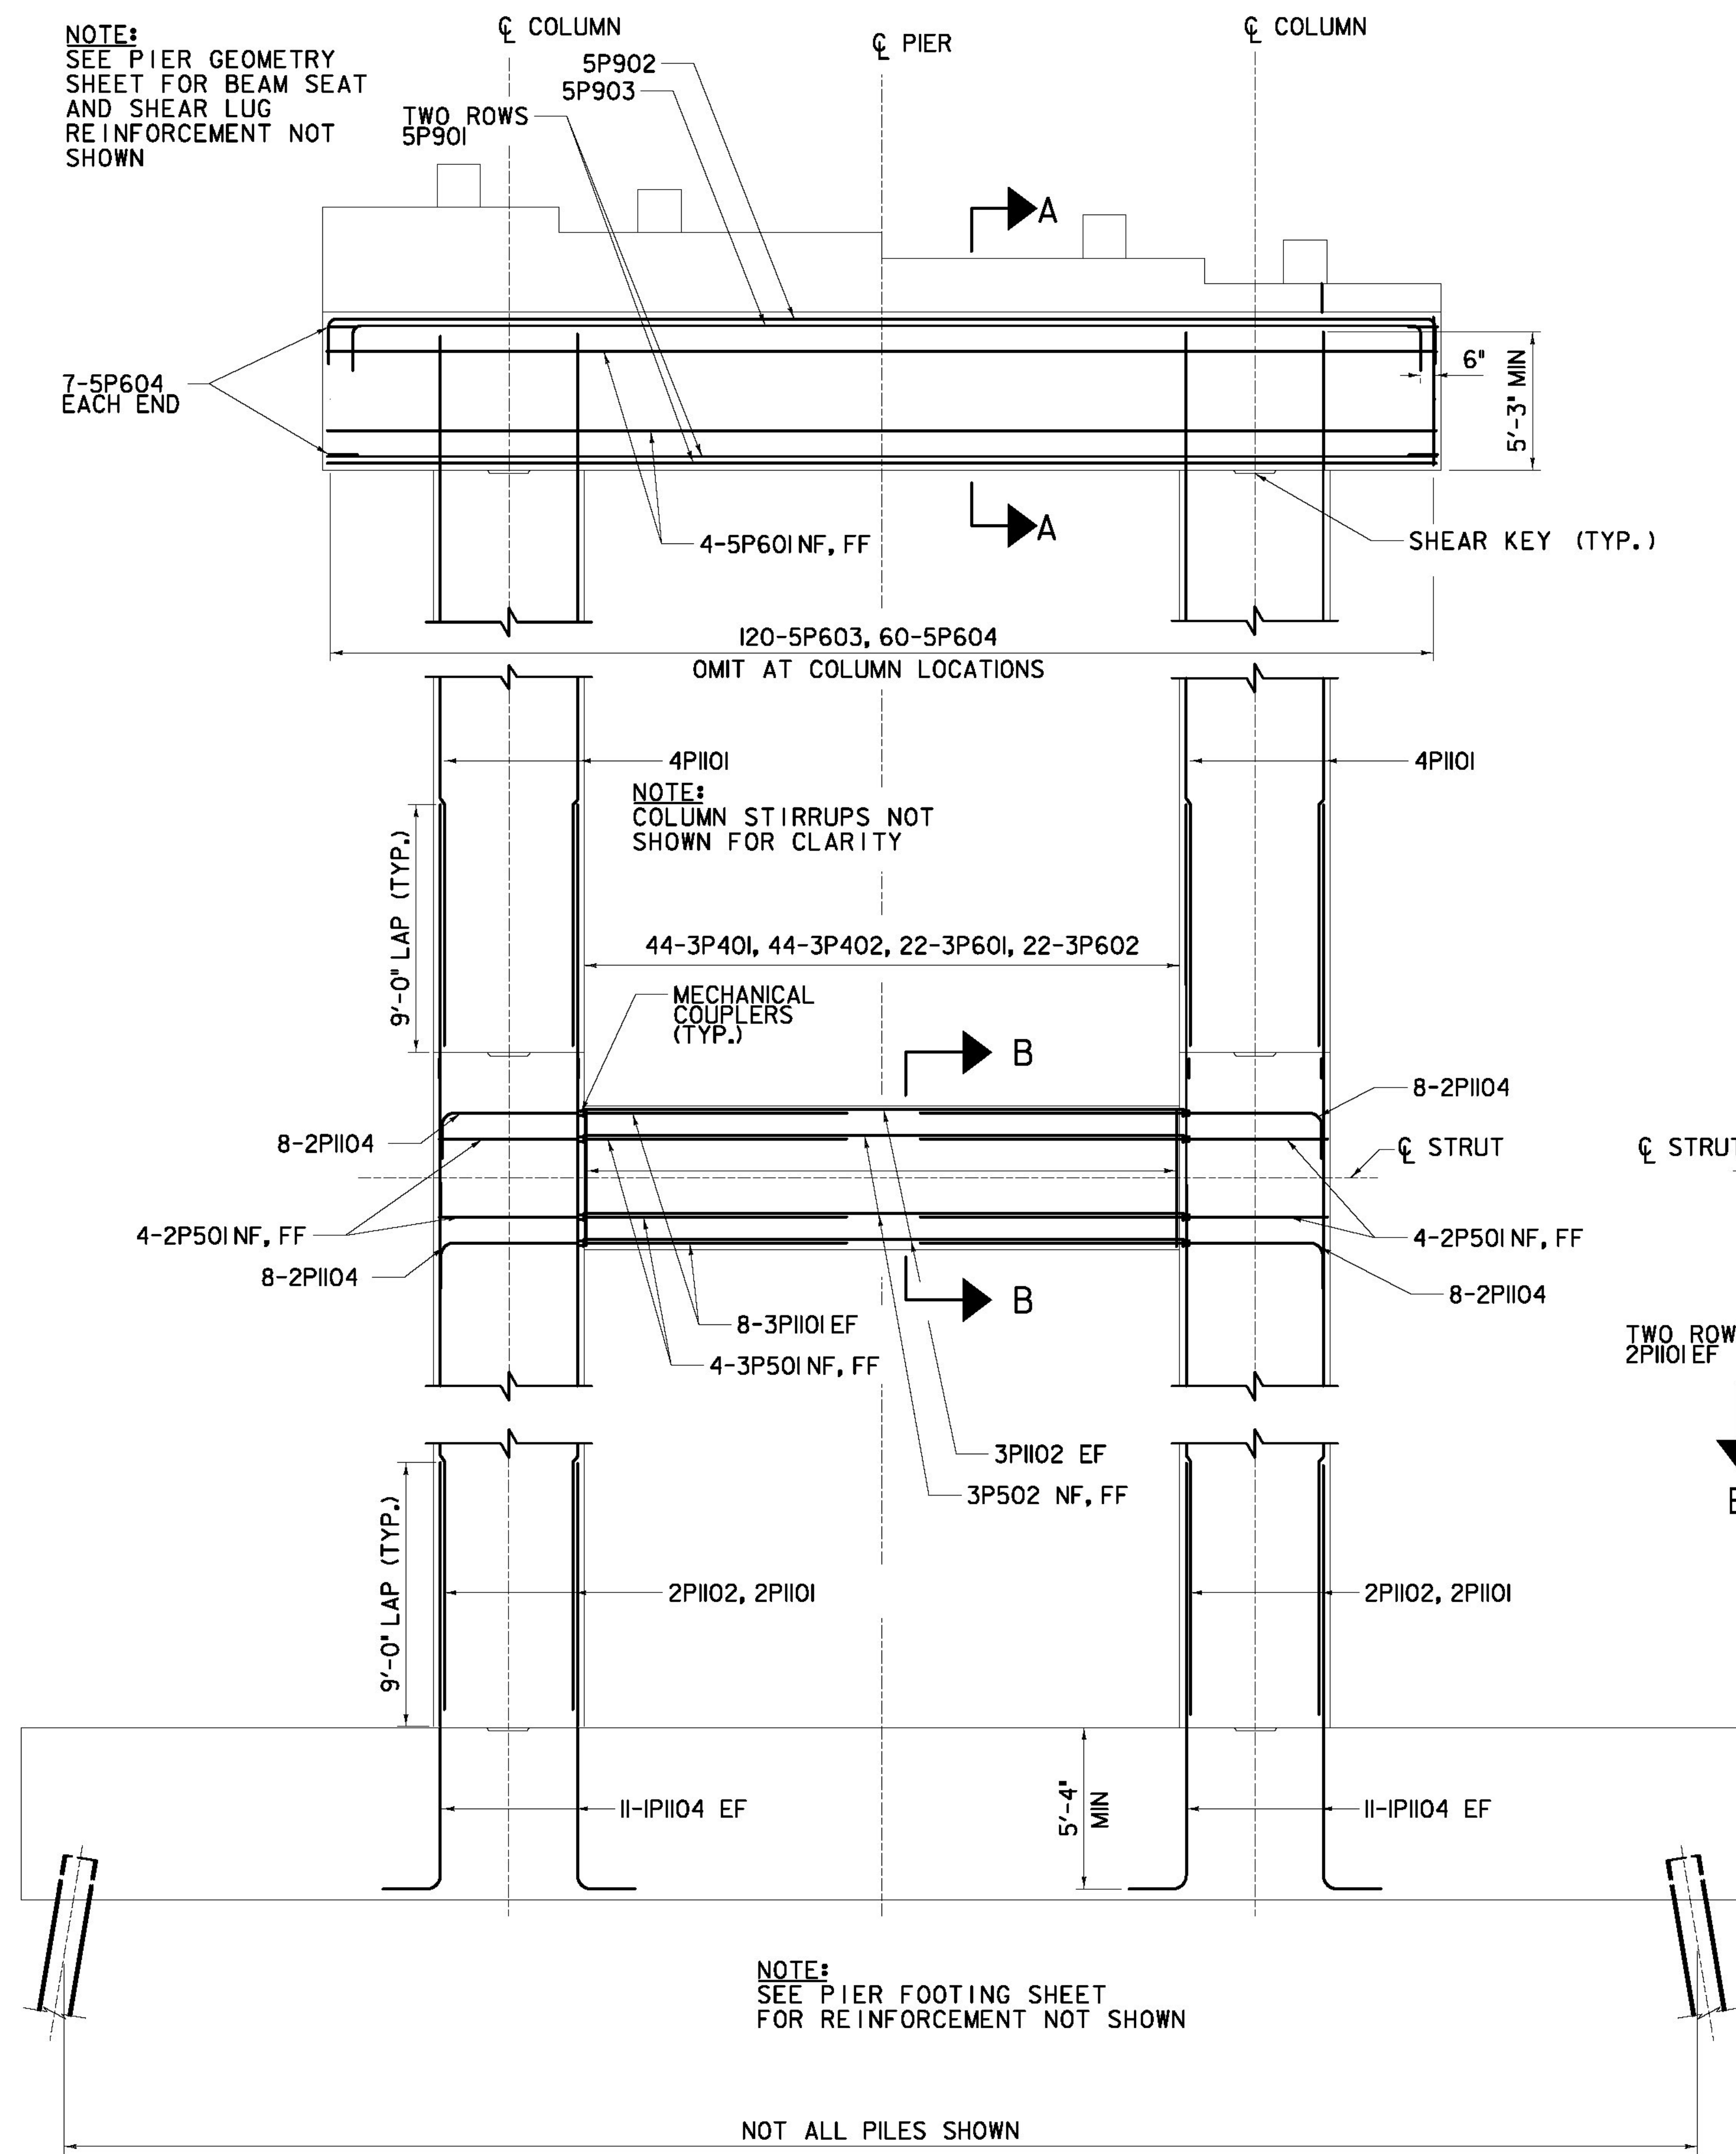 NOTE:
SEE PIER GEOMETRY
SHEET FOR BEAM SEAT
AND SHEAR LUG
REINFORCEMENT NOT
SHOWN
℄ COLUMN
℄ PIER
℄ COLUMN
5P902
5P903
TWO ROWS
5P901
A
7-5P604
EACH END
6"
5'-3" MIN
A
4-5P601 NF, FF
SHEAR KEY (TYP.)
120-5P603, 60-5P604
OMIT AT COLUMN LOCATIONS
4P1101
4P1101
NOTE:
COLUMN STIRRUPS NOT
SHOWN FOR CLARITY
9'-0" LAP (TYP.)
44-3P401, 44-3P402, 22-3P601, 22-3P602
MECHANICAL
COUPLERS
(TYP.)
B
8-2P1104
8-2P1104
℄ STRUT
℄ STRUT
4-2P501 NF, FF
4-2P501 NF, FF
8-2P1104
8-2P1104
B
8-3P1101 EF
4-3P501 NF, FF
TWO ROW
2P1101 EF
3P1102 EF
3P502 NF, FF
9'-0" LAP (TYP.)
2P1102, 2P1101
2P1102, 2P1101
11-1P1104 EF
5'-4"
MIN
11-1P1104 EF
NOTE:
SEE PIER FOOTING SHEET
FOR REINFORCEMENT NOT SHOWN
NOT ALL PILES SHOWN